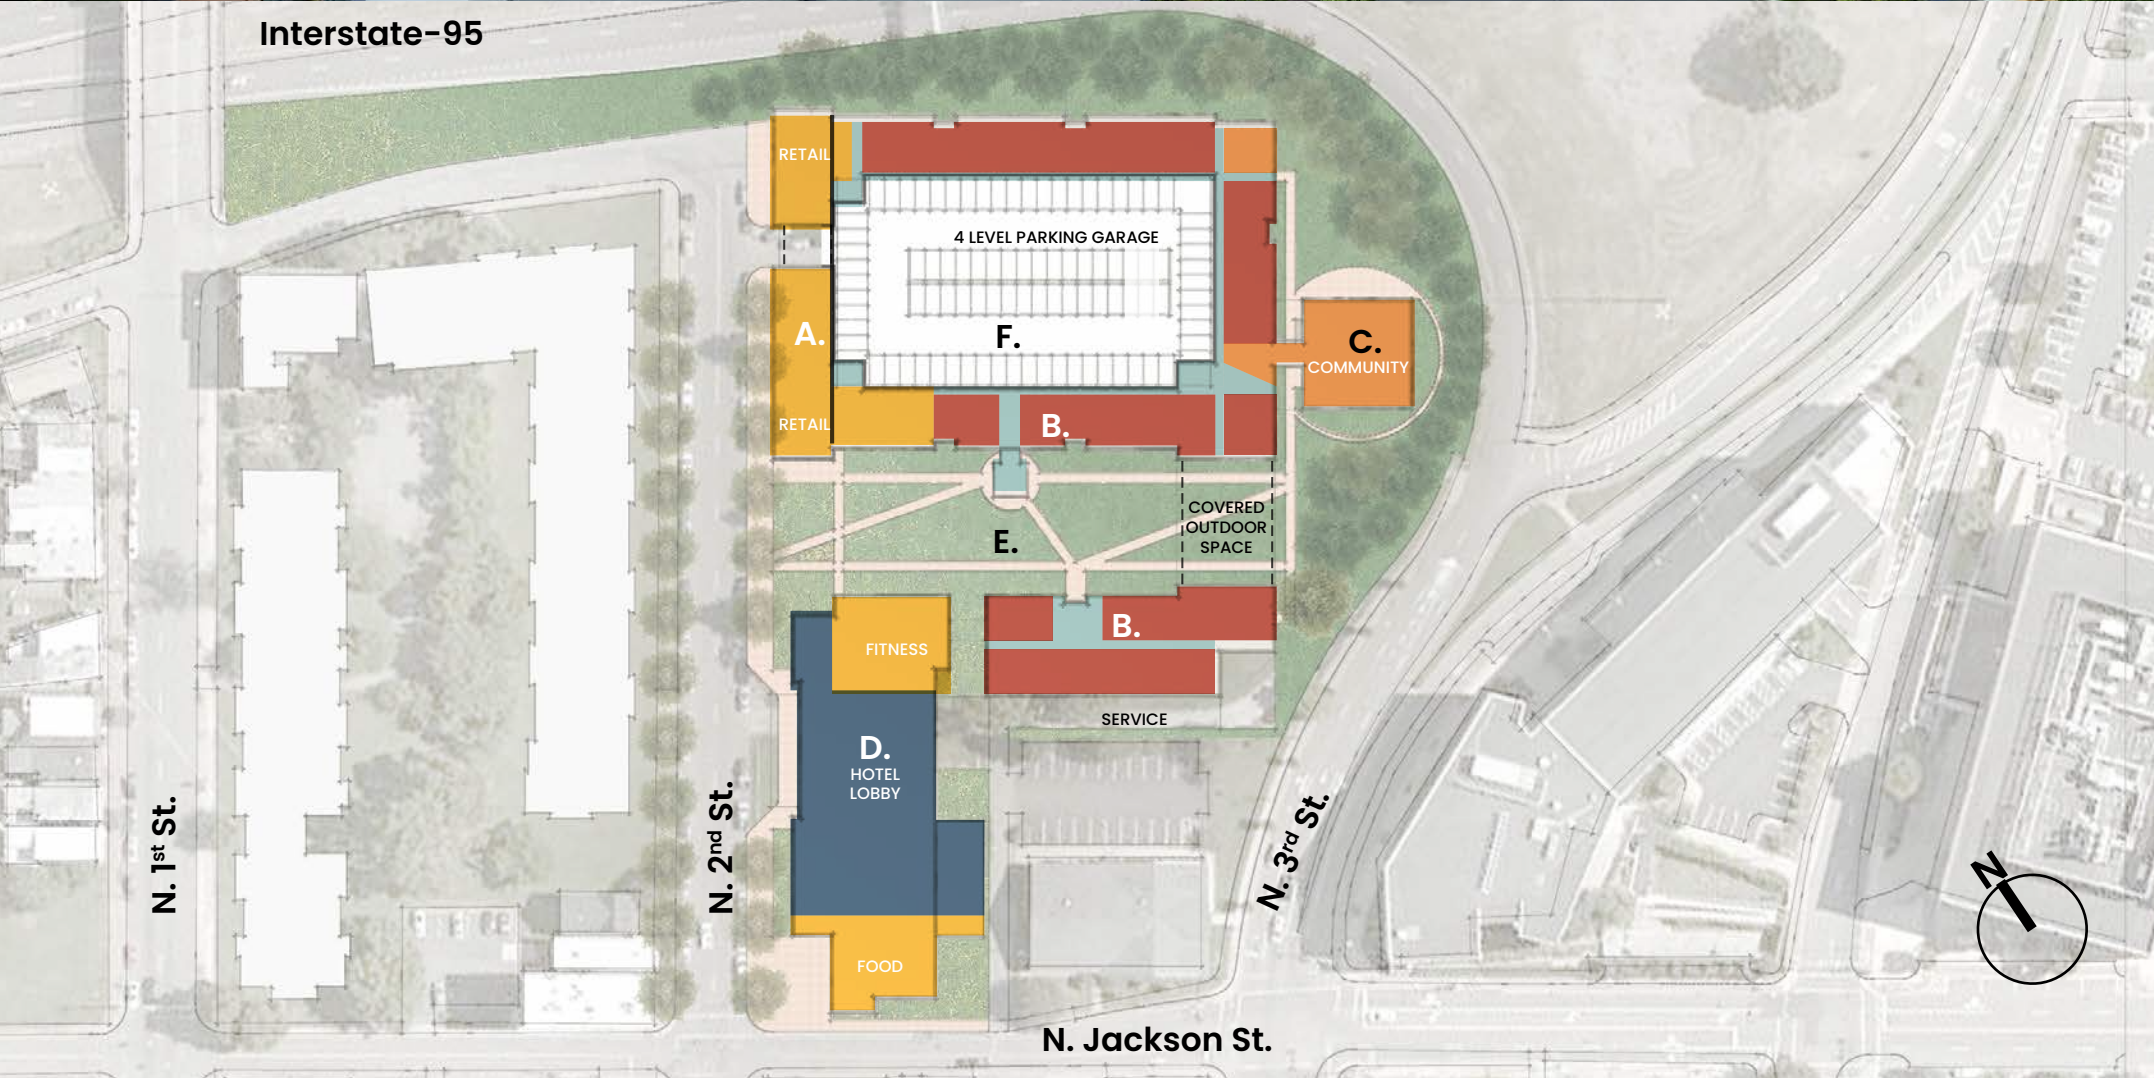 Interstate-95
RETAIL
4 LEVEL PARKING GARAGE
A.
F.
C.
COMMUNITY
RETAIL
B.
COVERED
OUTDOOR
SPACE
E.
B.
FITNESS
SERVICE
D.
HOTEL
LOBBY
N. 1st St.
N. 2nd St.
N. 3rd St.
N
FOOD
N. Jackson St.